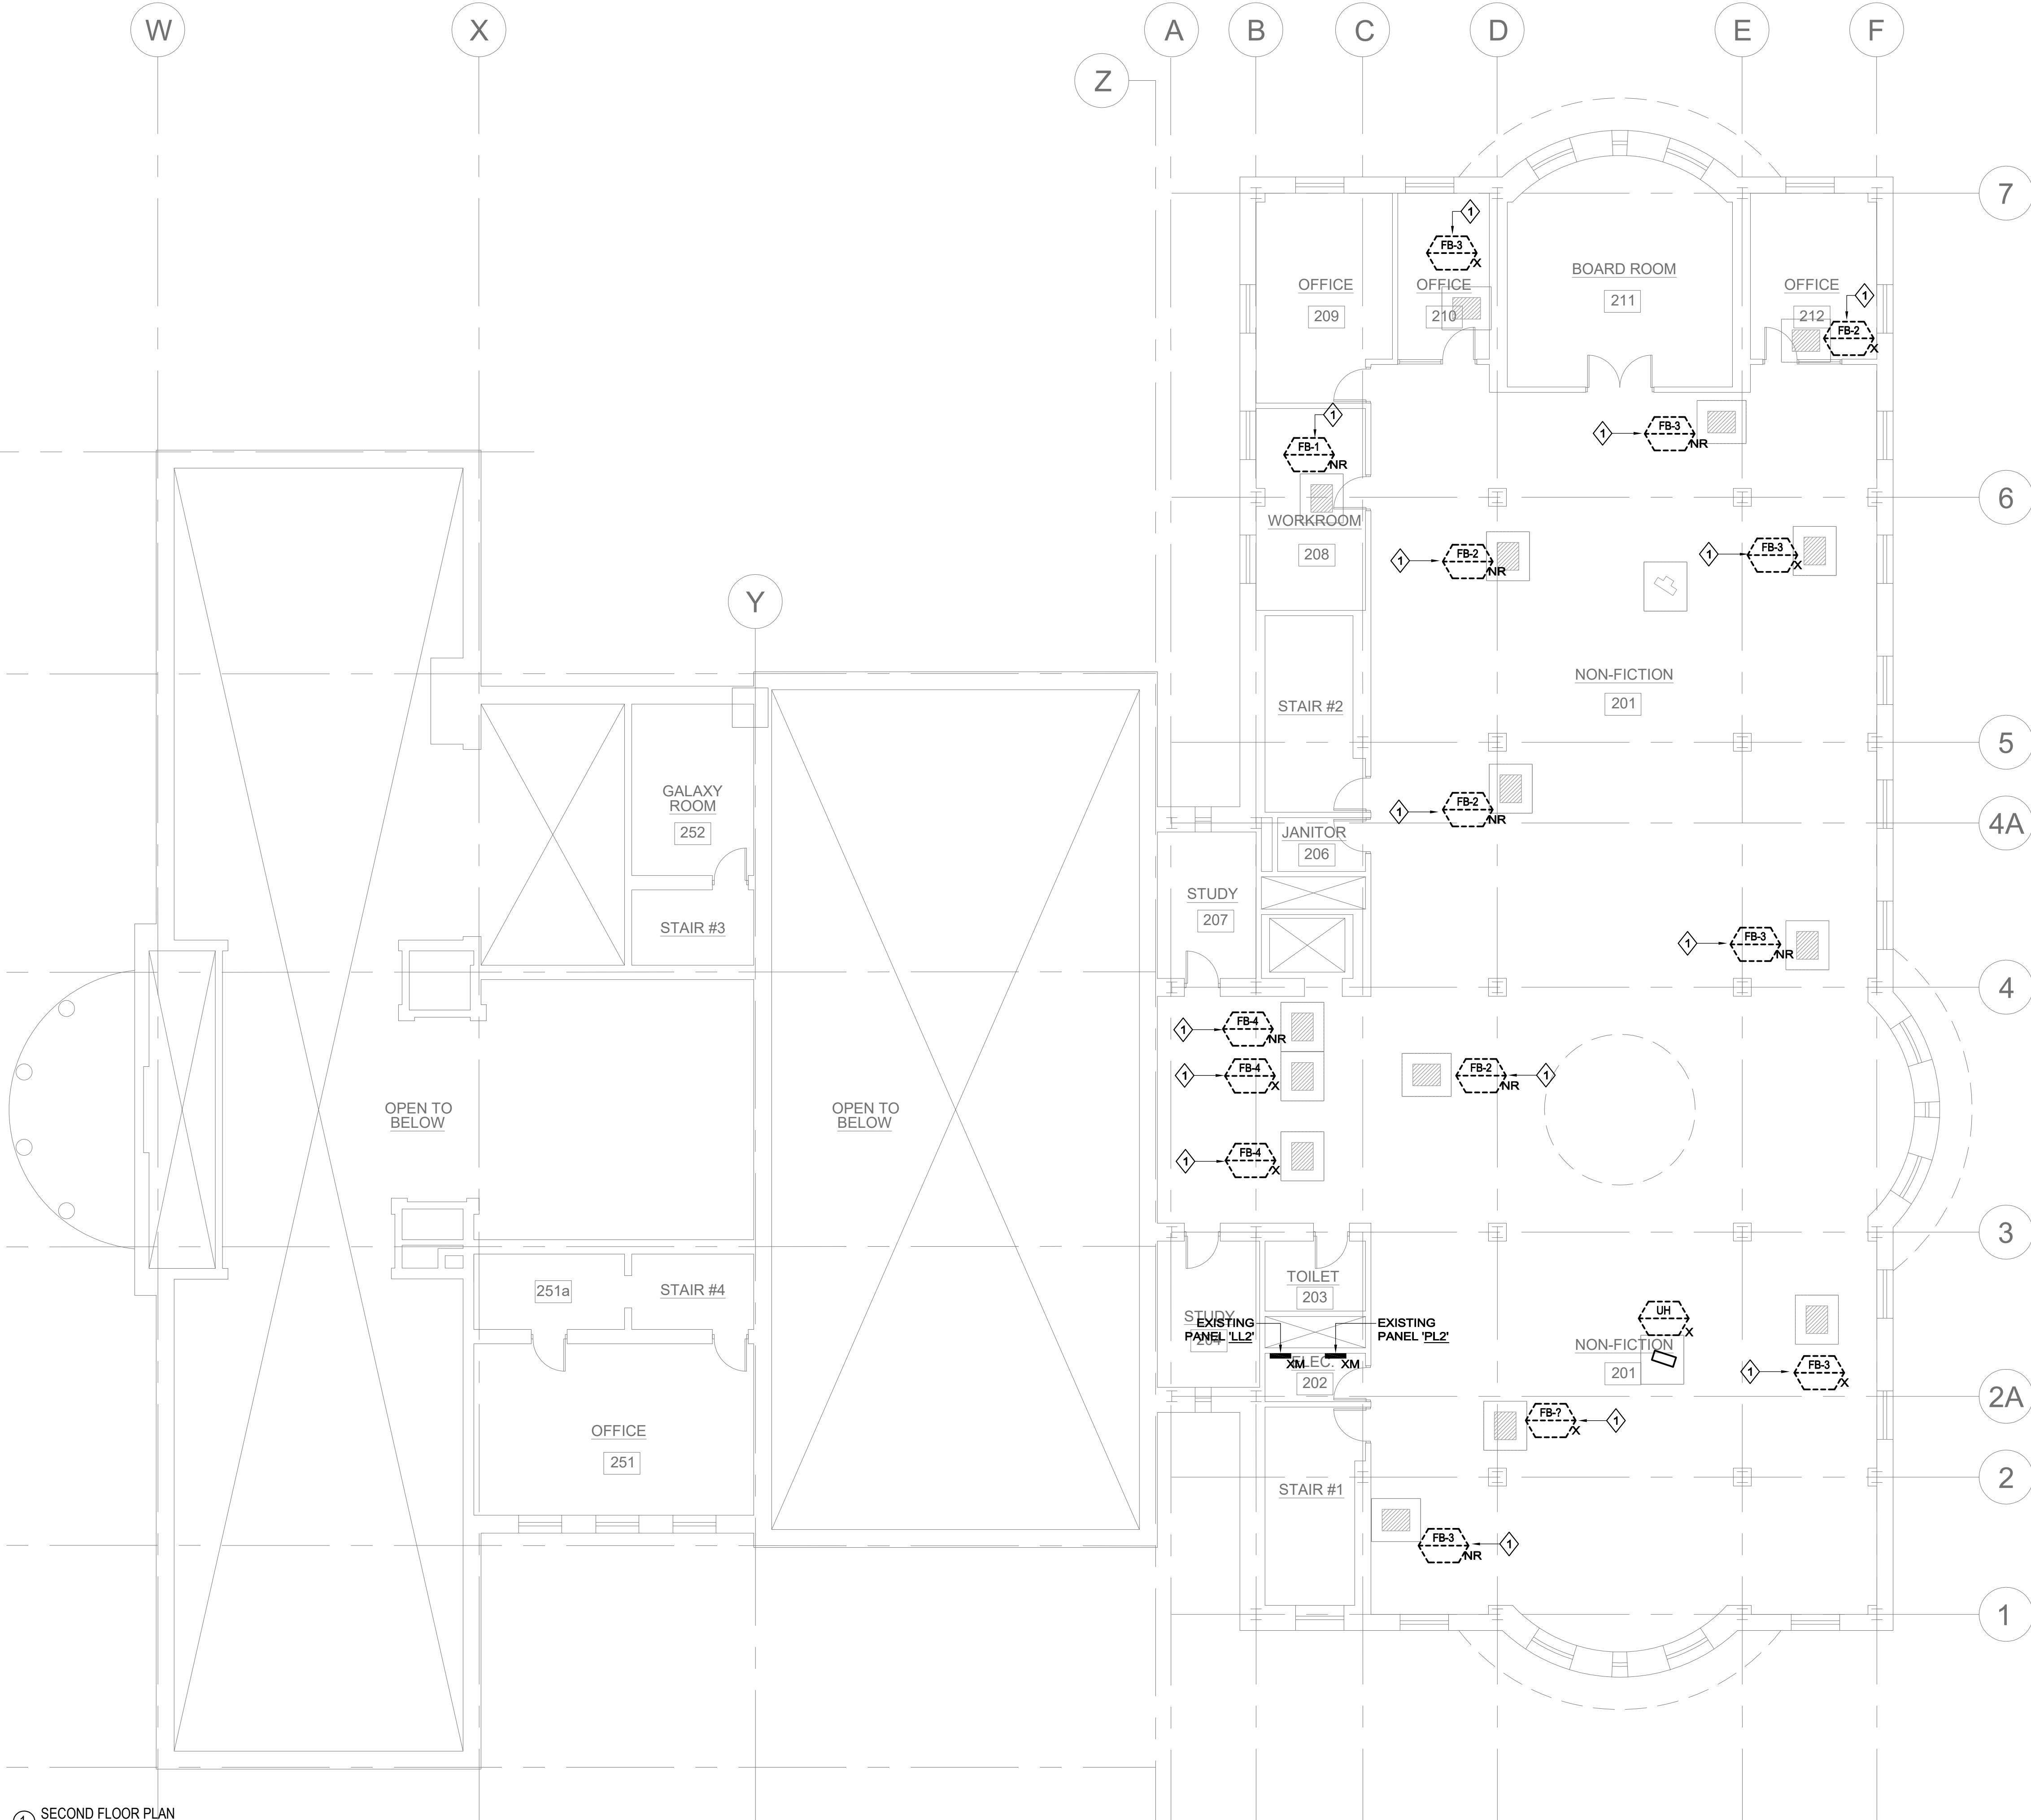 W
X
A
B
C
D
E
F
Z
7
1
FB-3
X
BOARD ROOM
211
OFFICE
209
OFFICE
210
OFFICE
212
1
FB-2
X
1
FB-1
NR
1
FB-3
NR
6
WORKROOM
208
1
FB-2
NR
1
FB-3
X
Y
NON-FICTION
201
STAIR #2
5
GALAXY
ROOM
252
1
FB-2
NR
4A
JANITOR
206
STUDY
207
STAIR #3
1
FB-3
NR
4
1
FB-4
NR
1
FB-4
X
FB-2
NR
1
OPEN TO
BELOW
OPEN TO
BELOW
1
FB-4
X
3
251a
STAIR #4
TOILET
203
UH
X
STUDY
204
EXISTING
PANEL 'LL2'
XM
EXISTING
PANEL 'PL2'
XM
ELEC.
202
NON-FICTION
201
1
FB-3
X
2A
FB-?
X
1
OFFICE
251
2
STAIR #1
FB-3
NR
1
1
1
SECOND FLOOR PLAN